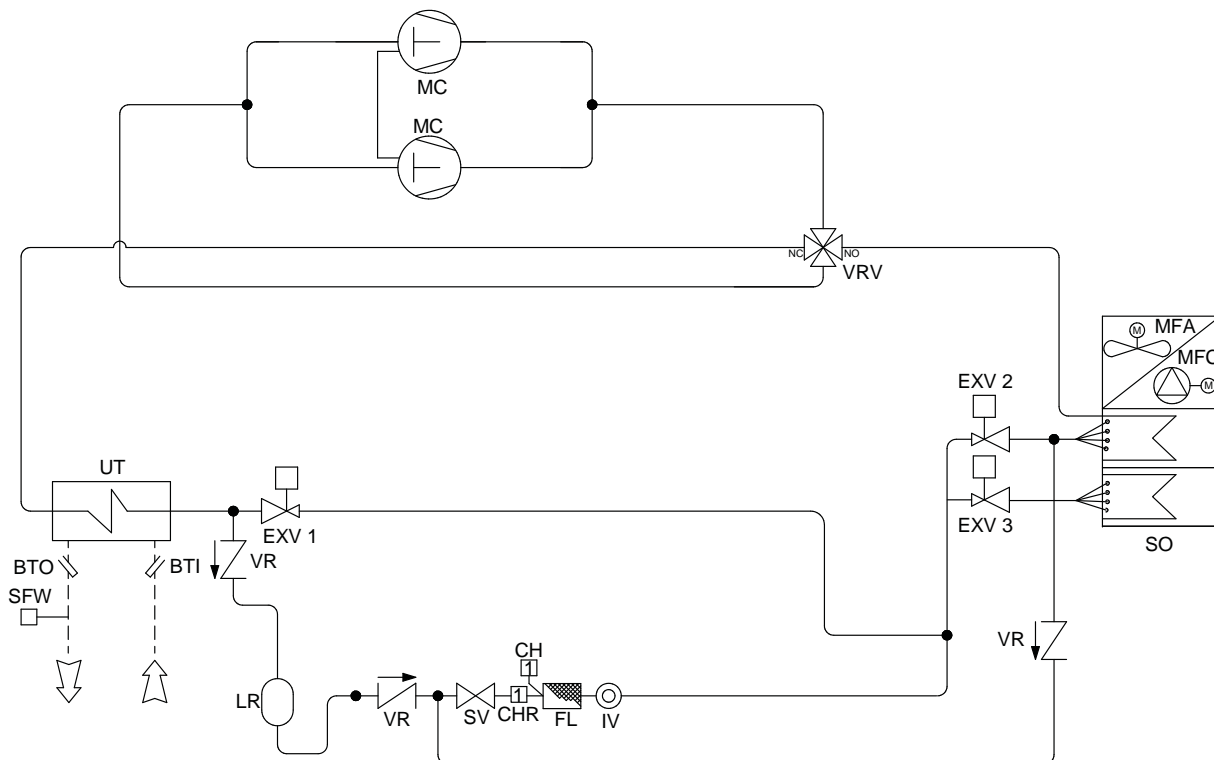 MC
MC
NC
NO
VRV
M
MFA
MFC
M
EXV 2
EXV 3
SO
UT
EXV 1
BTO
BTI
VR
SFW
VR
CH
1
LR
1
VR
SV
CHR
FL
IV